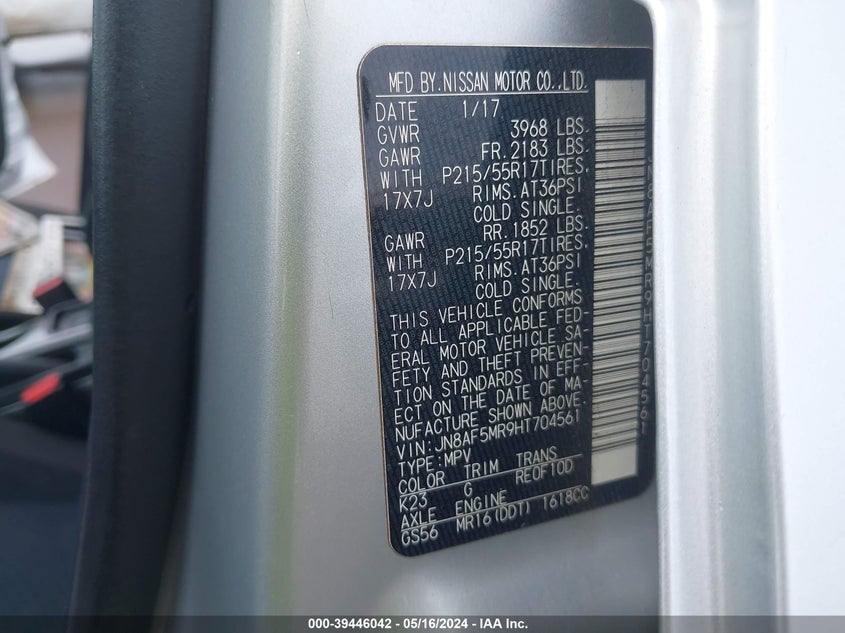 MFD BY.NISSAN MOTOR CO.,LTD.
DATE 1/17
GVWR 3968 LBS.
GAWR FR.2183 LBS.
WITH P215/55R17TIRES.
17X7J RIMS.AT36PSI
COLD SINGLE.
GAWR RR.1852 LBS.
WITH P215/55R17TIRES.
17X7J RIMS.AT36PSI
COLD SINGLE.
THIS VEHICLE CONFORMS
TO ALL APPLICABLE FED-
ERAL MOTOR VEHICLE SA-
FETY AND THEFT PREVEN-
TION STANDARDS IN EFF-
ECT ON THE DATE OF MA-
NUFACTURE SHOWN ABOVE.
VIN:JN8AF5MR9HT704561
TYPE:MPV
COLOR TRIM TRANS
K23 G RE0F10D
AXLE ENGINE
GS56 MR16(DDT) 1618CC
JN8AF5MR9HT704561
000-39446042 - 05/16/2024 - IAA Inc.